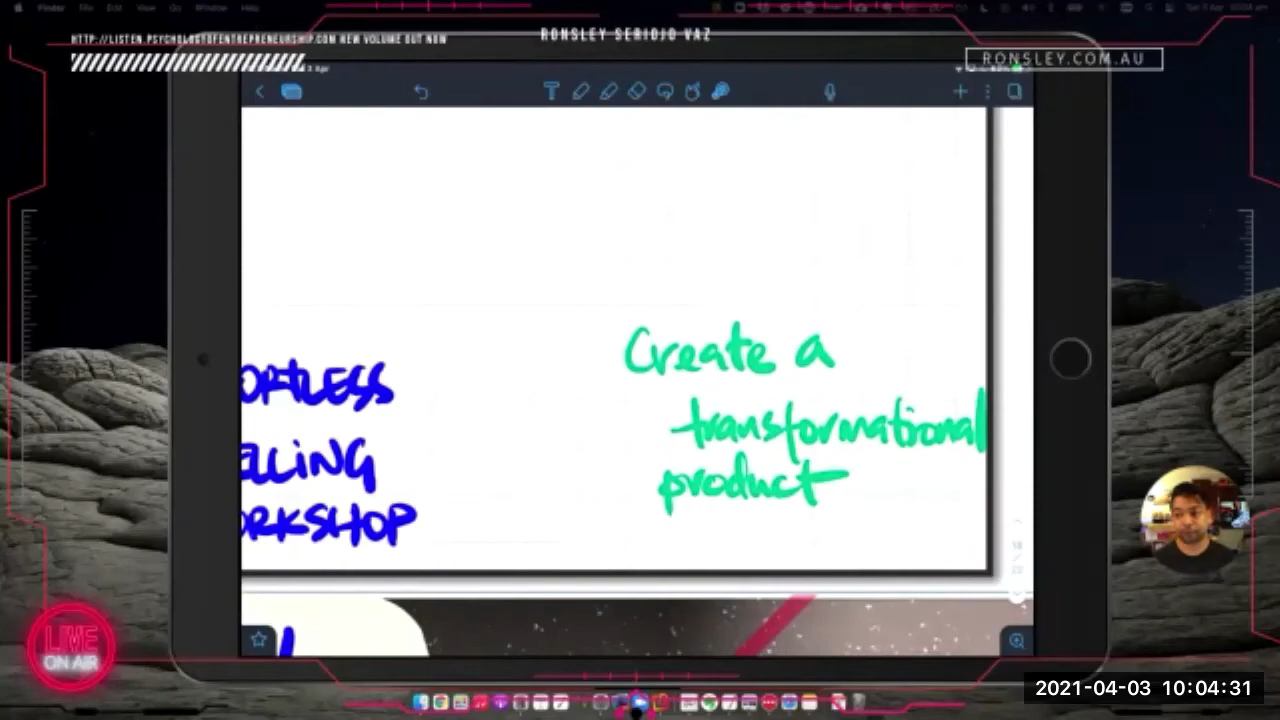 HTTP://LISTEN.PSYCHOLOGYOFENTREPRENEURSHIP.COM NEW VOLUME OUT NOW
RONSLEY SERIOJO VAZ
RONSLEY.COM.AU
Create a
transformational
product
ORTLESS
ELLING
ORKSHOP
LIVE
ON AIR
2021-04-03 10:04:31